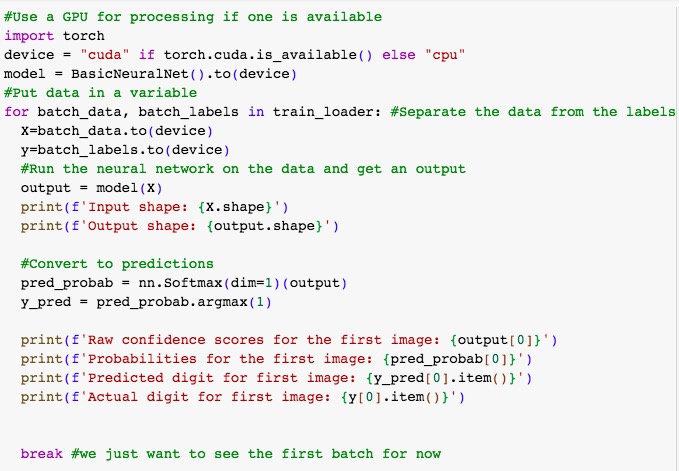 #Use a GPU for processing if one is available
import torch
device = "cuda" if torch.cuda.is_available() else "cpu"
model = BasicNeuralNet().to(device)
#Put data in a variable
for batch_data, batch_labels in train_loader: #Separate the data from the labels
  X=batch_data.to(device)
  y=batch_labels.to(device)
  #Run the neural network on the data and get an output
  output = model(X)
  print(f'Input shape: {X.shape}')
  print(f'Output shape: {output.shape}')

  #Convert to predictions
  pred_probab = nn.Softmax(dim=1)(output)
  y_pred = pred_probab.argmax(1)

  print(f'Raw confidence scores for the first image: {output[0]}')
  print(f'Probabilities for the first image: {pred_probab[0]}')
  print(f'Predicted digit for first image: {y_pred[0].item()}')
  print(f'Actual digit for first image: {y[0].item()}')


  break #we just want to see the first batch for now